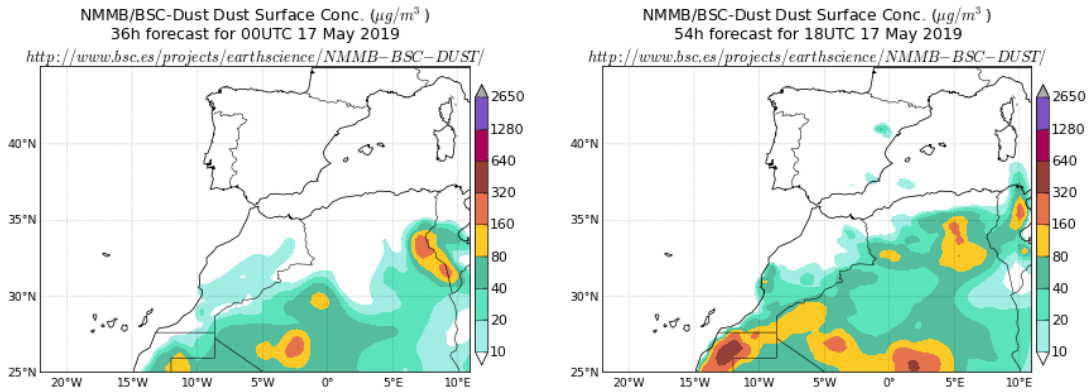 NMMB/BSC-Dust Dust Surface Conc. (μg/m³)
36h forecast for 00UTC 17 May 2019
http://www.bsc.es/projects/earthscience/NMMB-BSC-DUST/
40°N
35°N
30°N
25°N
20°W
15°W
10°W
5°W
0°
5°E
10°E
2650
1280
640
320
160
80
40
20
10
NMMB/BSC-Dust Dust Surface Conc. (μg/m³)
54h forecast for 18UTC 17 May 2019
http://www.bsc.es/projects/earthscience/NMMB-BSC-DUST/
40°N
35°N
30°N
25°N
20°W
15°W
10°W
5°W
0°
5°E
10°E
2650
1280
640
320
160
80
40
20
10